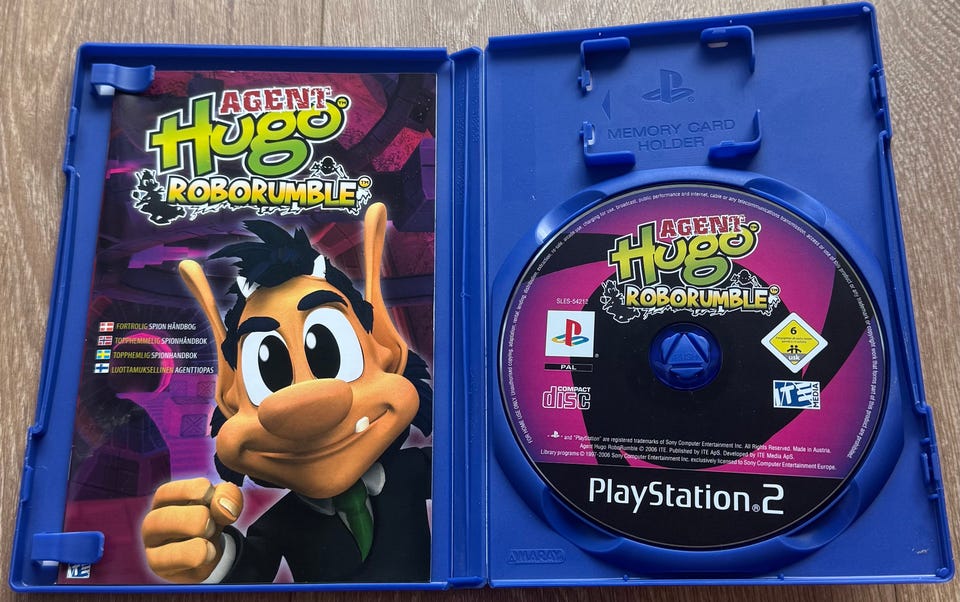 AGENT
Hugo
ROBORUMBLE
FORTROLIG SPION HÅNDBOG
TOPPHEMMELIG SPIONHÅNDBOK
TOPPHEMLIG SPIONHANDBOK
LUOTTAMUKSELLINEN AGENTTIOPAS
MEMORY CARD
HOLDER
AGENT
Hugo
ROBORUMBLE
SLES-54212
PAL
COMPACT
disc
6
usk
PUSH
ITE
MEDIA
" and "PlayStation" are registered trademarks of Sony Computer Entertainment Inc. All Rights Reserved. Made in Austria.
Agent Hugo RoboRumble © 2006 ITE. Published by ITE ApS. Developed by ITE Media ApS.
Library programs © 1997-2006 Sony Computer Entertainment Inc. exclusively licensed to Sony Computer Entertainment Europe.
PlayStation®2
AMARAY